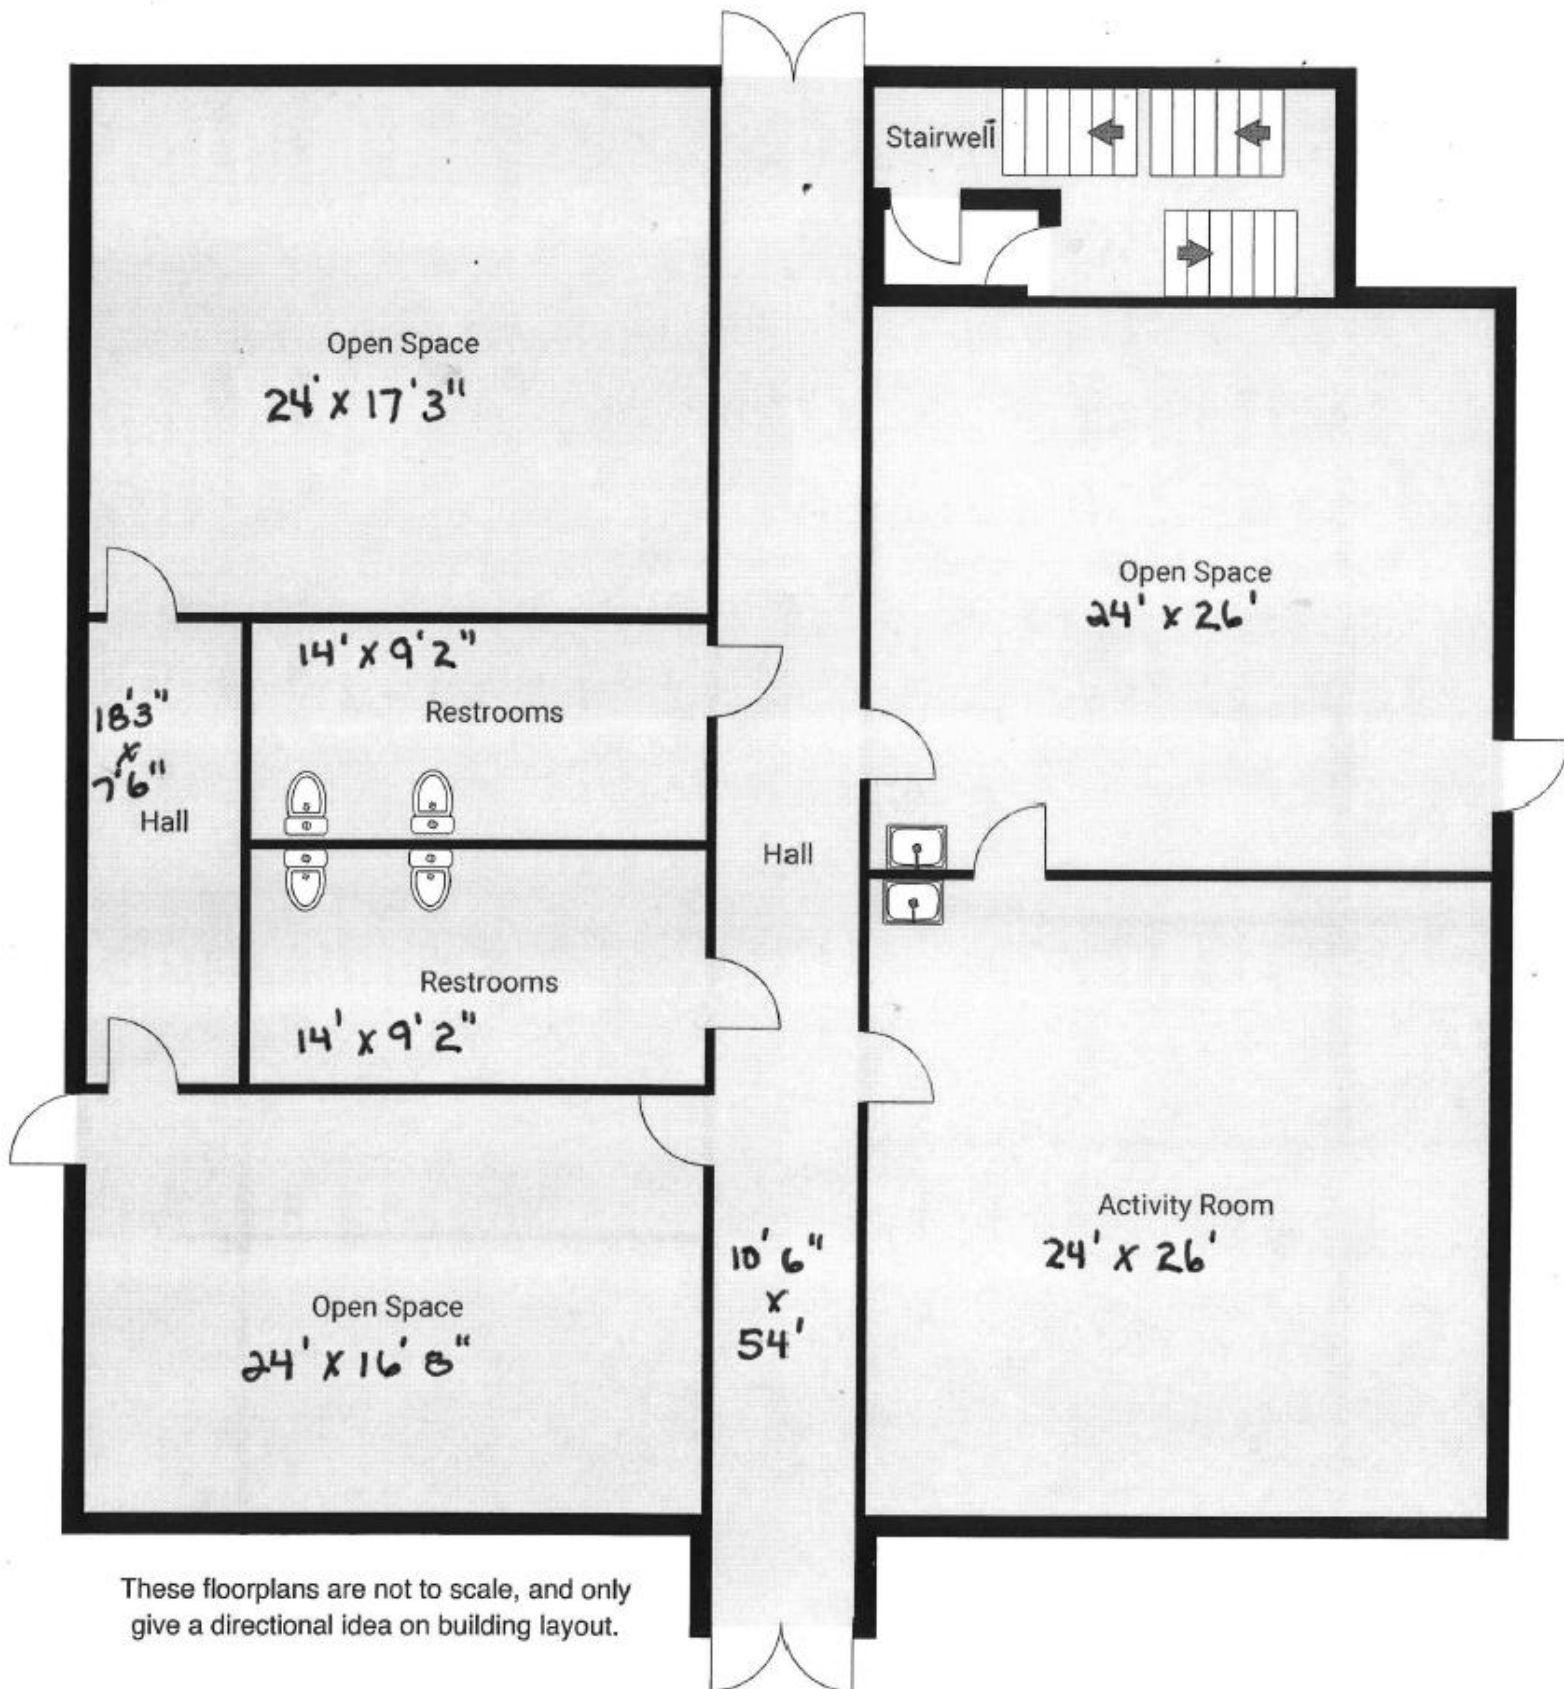 Stairwell
Open Space
24' x 17'3"
Open Space
24' x 26'
14' x 9'2"
Restrooms
18'3"
x
7'6"
Hall
Hall
Restrooms
14' x 9'2"
Activity Room
24' x 26'
10'6"
x
54'
Open Space
24' x 16'8"
These floorplans are not to scale, and only
give a directional idea on building layout.